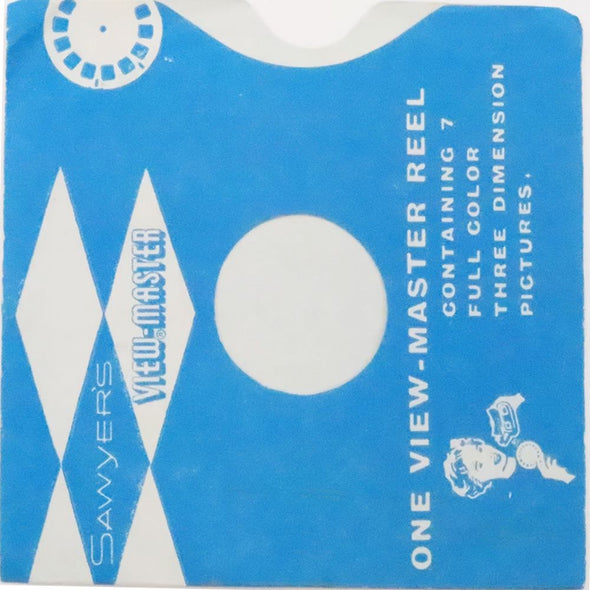 SAWYER'S
VIEW-MASTER®
ONE VIEW-MASTER REEL
CONTAINING 7
FULL COLOR
THREE DIMENSION
PICTURES.